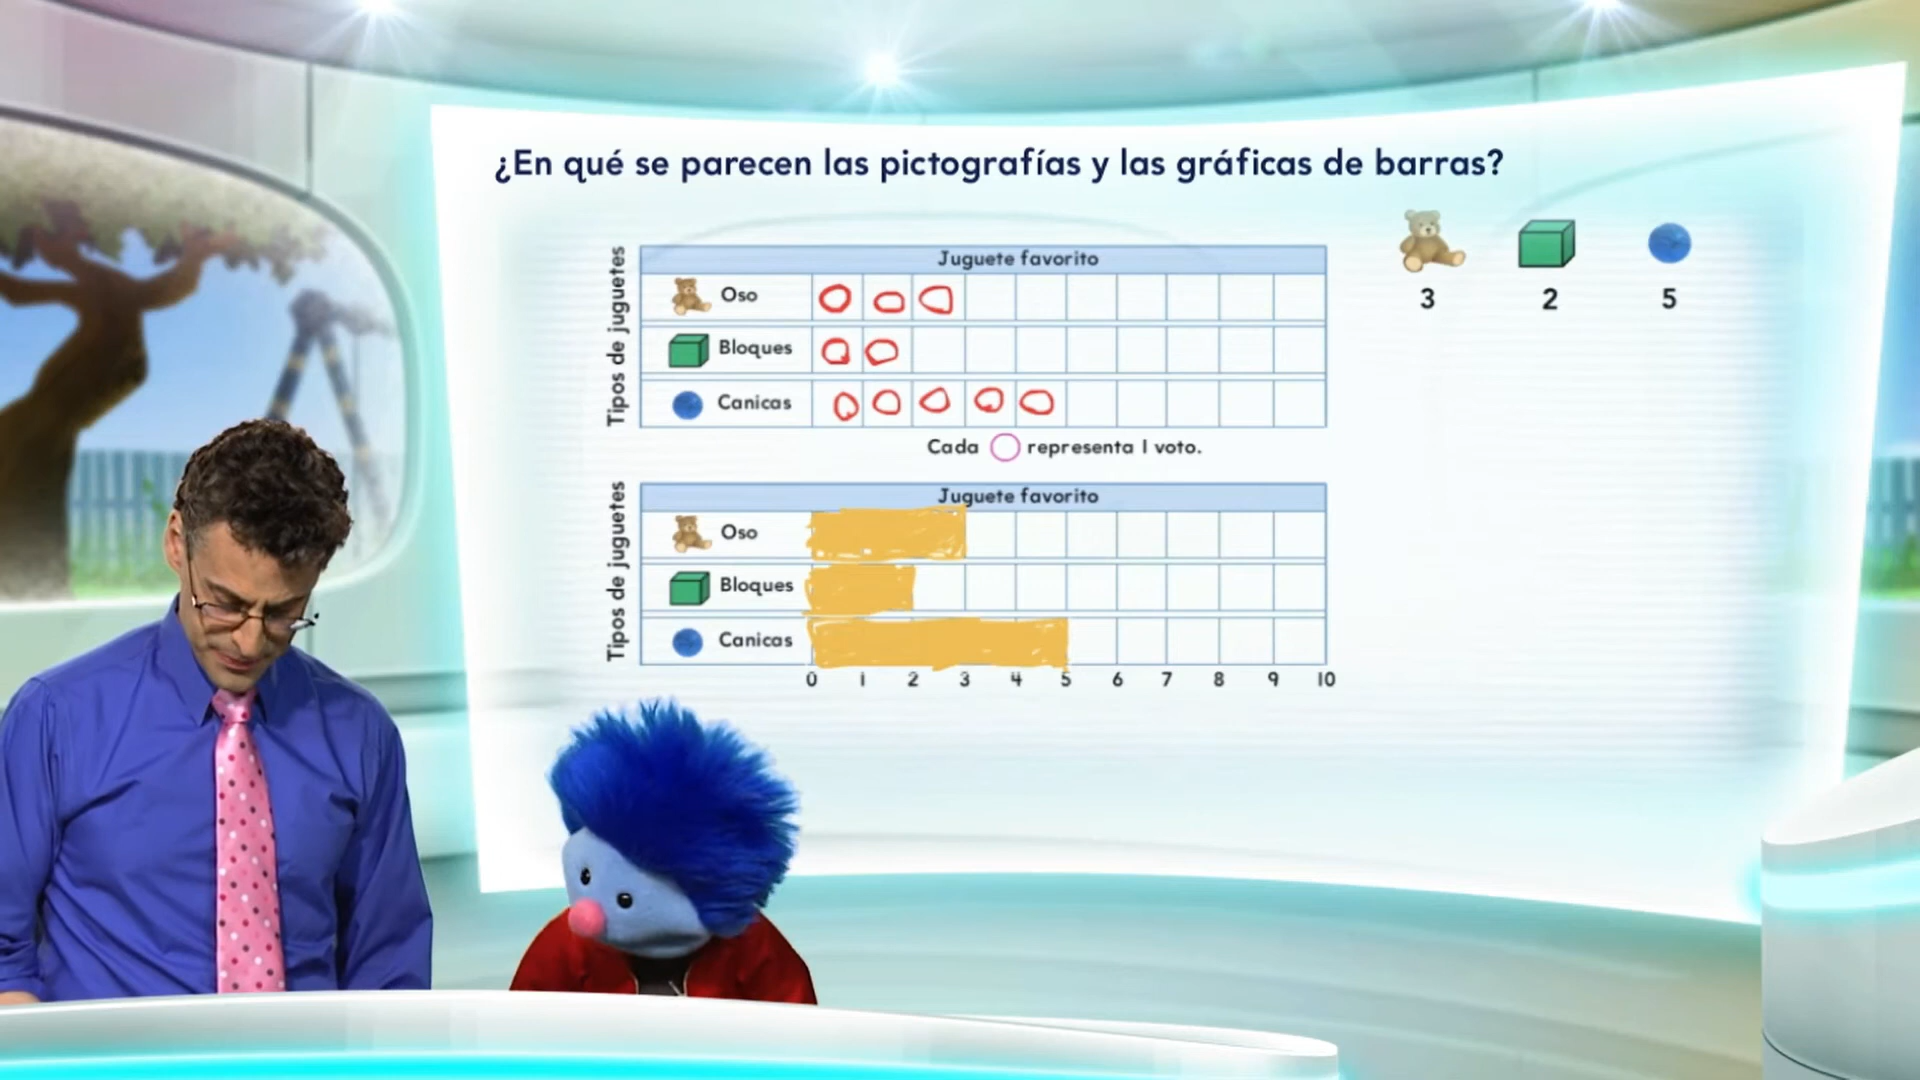 ¿En qué se parecen las pictografías y las gráficas de barras?
3 2 5
Tipos de juguetes
Juguete favorito
Oso
Bloques
Canicas
Cada representa 1 voto.
Tipos de juguetes
Juguete favorito
Oso
Bloques
Canicas
0 1 2 3 4 5 6 7 8 9 10